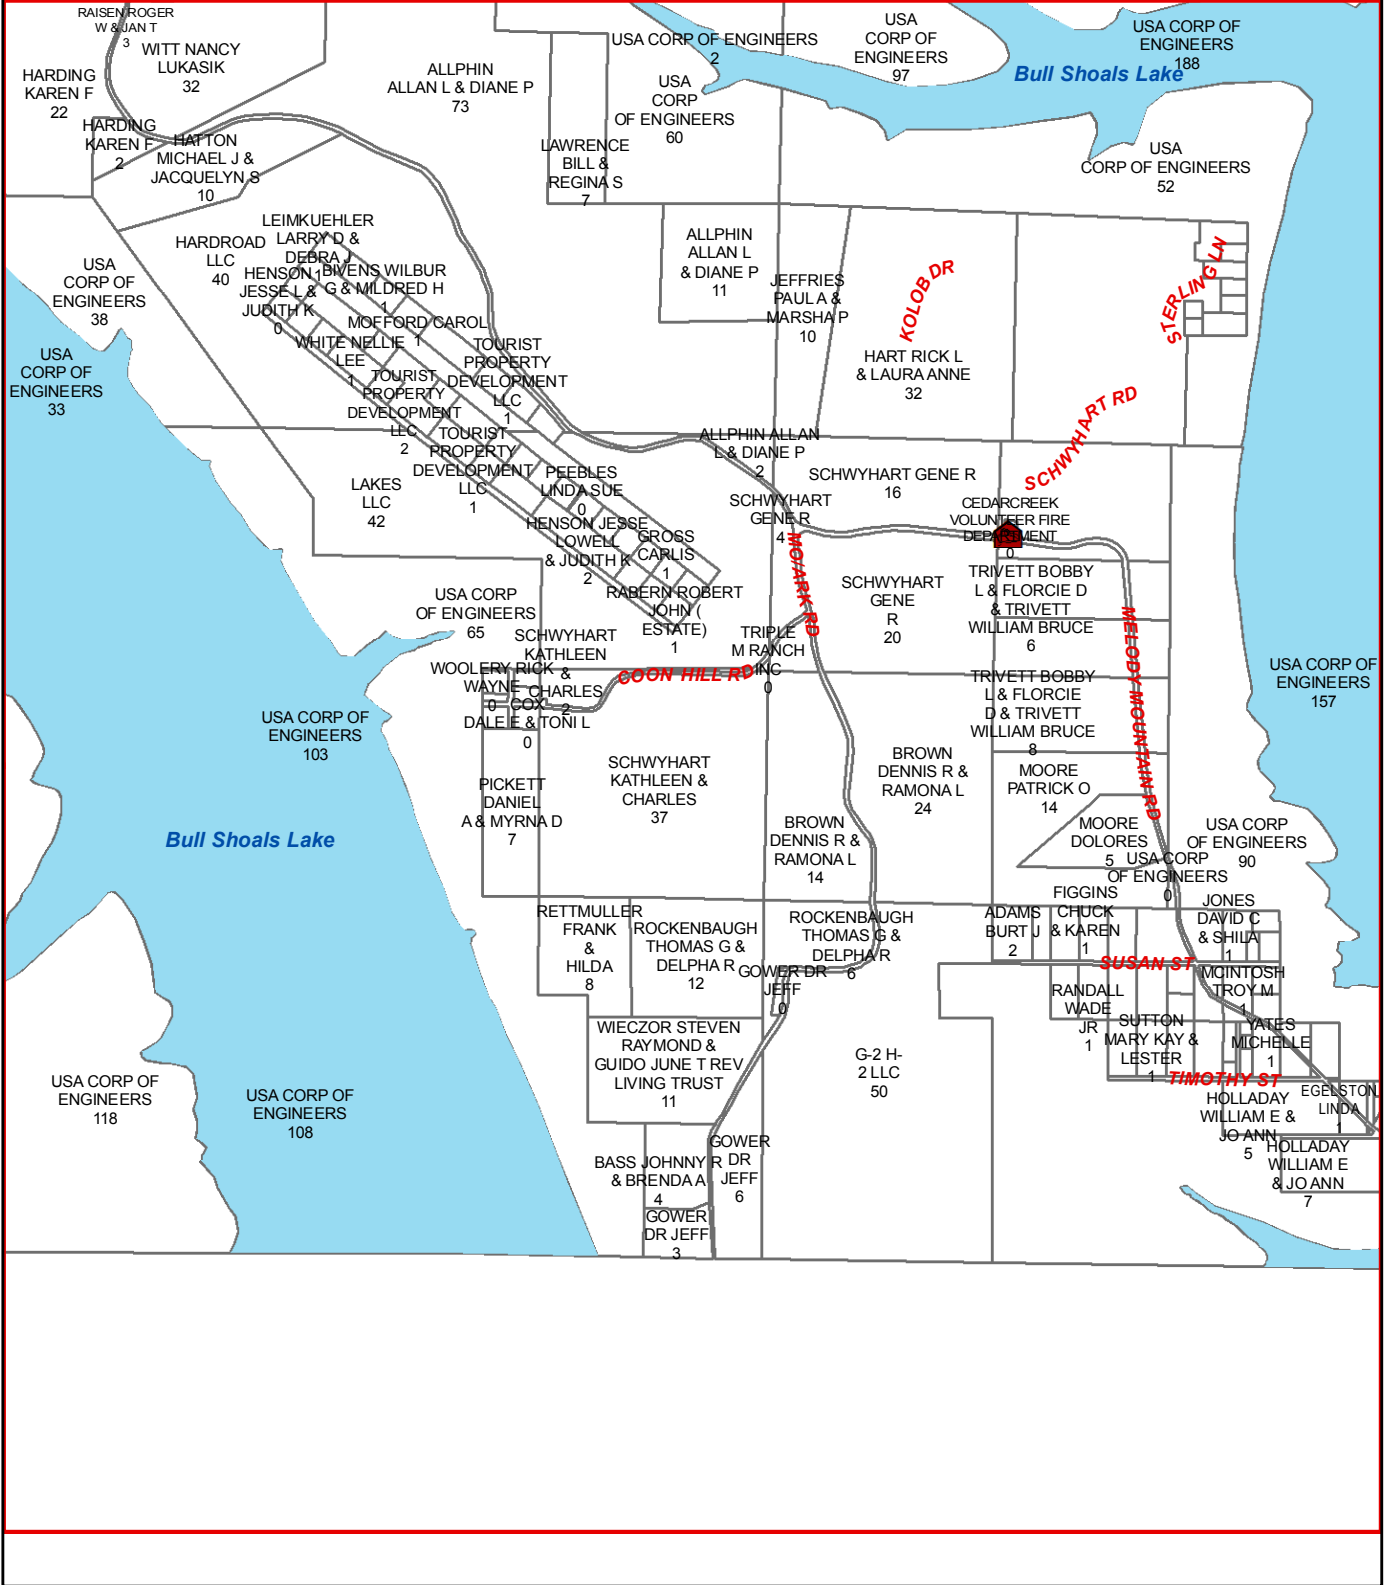 RAISEN ROGER
W & JAN T
3
WITT NANCY
LUKASIK
32
HARDING
KAREN F
22
HARDING
KAREN F
2
HATTON
MICHAEL J &
JACQUELYN S
10
ALLPHIN
ALLAN L & DIANE P
73
LAWRENCE
BILL &
REGINA S
7
USA CORP OF ENGINEERS
2
USA
CORP
OF ENGINEERS
60
USA
CORP OF
ENGINEERS
97
USA CORP OF
ENGINEERS
188
Bull Shoals Lake
USA
CORP OF ENGINEERS
52
HARDROAD
LLC
40
LEIMKUEHLER
LARRY D &
DEBRA J
1
HENSON
JESSE L &
JUDITH K
0
BIVENS WILBUR
G & MILDRED H
1
MOFFORD CAROL
1
WHITE NELLIE
LEE
1
TOURIST
PROPERTY
DEVELOPMENT
LLC
1
TOURIST
PROPERTY
DEVELOPMENT
LLC
2
TOURIST
PROPERTY
DEVELOPMENT
LLC
1
USA
CORP OF
ENGINEERS
38
USA
CORP OF
ENGINEERS
33
ALLPHIN
ALLAN L
& DIANE P
11
JEFFRIES
PAUL A &
MARSHA P
10
KOLOB DR
HART RICK L
& LAURA ANNE
32
STERLING LN
SCHWYHART RD
ALLPHIN ALLAN
L & DIANE P
2
SCHWYHART GENE R
16
SCHWYHART
GENE R
4
CEDARCREEK
VOLUNTEER FIRE
DEPARTMENT
0
LAKES
LLC
42
PEEBLES
LINDA SUE
0
HENSON JESSE
LOWELL
& JUDITH K
2
GROSS
CARLIS
1
RABERN ROBERT
JOHN (
ESTATE)
1
MO/ARK RD
SCHWYHART
GENE
R
20
TRIVETT BOBBY
L & FLORCIE D
& TRIVETT
WILLIAM BRUCE
6
MELODY MOUNTAIN RD
USA CORP
OF ENGINEERS
65
SCHWYHART
KATHLEEN
&
CHARLES
2
WOOLERY RICK
WAYNE
0
COX
DALE E & TONI L
0
COON HILL RD
TRIPLE
M RANCH
INC
0
TRIVETT BOBBY
L & FLORCIE
D & TRIVETT
WILLIAM BRUCE
8
USA CORP OF
ENGINEERS
157
USA CORP OF
ENGINEERS
103
PICKETT
DANIEL
A & MYRNA D
7
SCHWYHART
KATHLEEN &
CHARLES
37
BROWN
DENNIS R &
RAMONA L
24
MOORE
PATRICK O
14
Bull Shoals Lake
BROWN
DENNIS R &
RAMONA L
14
MOORE
DOLORES
5
USA CORP
OF ENGINEERS
90
USA CORP
OF ENGINEERS
0
RETTMULLER
FRANK
&
HILDA
8
ROCKENBAUGH
THOMAS G &
DELPHA R
12
ROCKENBAUGH
THOMAS G &
DELPHA R
6
GOWER DR
JEFF
0
ADAMS
BURT J
2
FIGGINS
CHUCK
& KAREN
1
JONES
DAVID C
& SHILA
1
SUSAN ST
MCINTOSH
TROY M
1
RANDALL
WADE
JR
1
SUTTON
MARY KAY &
LESTER
1
YATES
MICHELLE
1
WIECZOR STEVEN
RAYMOND &
GUIDO JUNE T REV
LIVING TRUST
11
G-2 H-
2 LLC
50
TIMOTHY ST
EGELSTON
LINDA
1
HOLLADAY
WILLIAM E &
JO ANN
5
HOLLADAY
WILLIAM E
& JO ANN
7
USA CORP OF
ENGINEERS
118
USA CORP OF
ENGINEERS
108
BASS JOHNNY R
& BRENDA A
4
GOWER
DR
JEFF
6
GOWER
DR JEFF
3